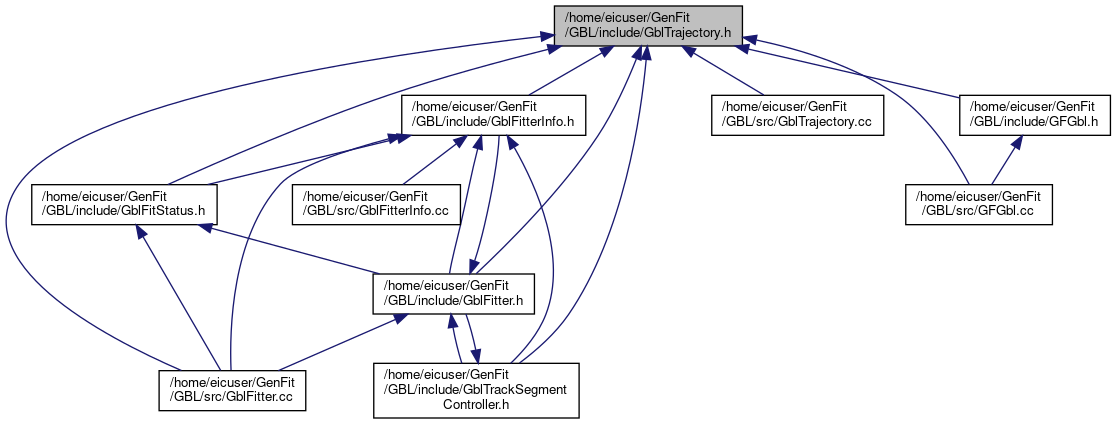 /home/eicuser/GenFit
/GBL/include/GblTrajectory.h
/home/eicuser/GenFit
/GBL/include/GblFitterInfo.h
/home/eicuser/GenFit
/GBL/src/GblTrajectory.cc
/home/eicuser/GenFit
/GBL/include/GFGbl.h
/home/eicuser/GenFit
/GBL/include/GblFitStatus.h
/home/eicuser/GenFit
/GBL/src/GblFitterInfo.cc
/home/eicuser/GenFit
/GBL/src/GFGbl.cc
/home/eicuser/GenFit
/GBL/include/GblFitter.h
/home/eicuser/GenFit
/GBL/src/GblFitter.cc
/home/eicuser/GenFit
/GBL/include/GblTrackSegment
Controller.h